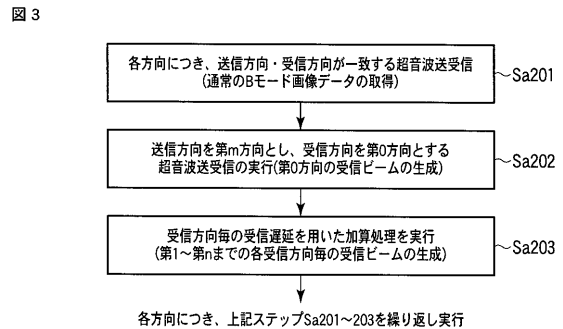 図3
各方向につき、送信方向・受信方向が一致する超音波送受信
(通常のBモード画像データの取得)
Sa201
送信方向を第m方向とし、受信方向を第0方向とする
超音波送受信の実行(第0方向の受信ビームの生成)
Sa202
受信方向毎の受信遅延を用いた加算処理を実行
(第1~第nまでの各受信方向毎の受信ビームの生成)
Sa203
各方向につき、上記ステップSa201~203を繰り返し実行